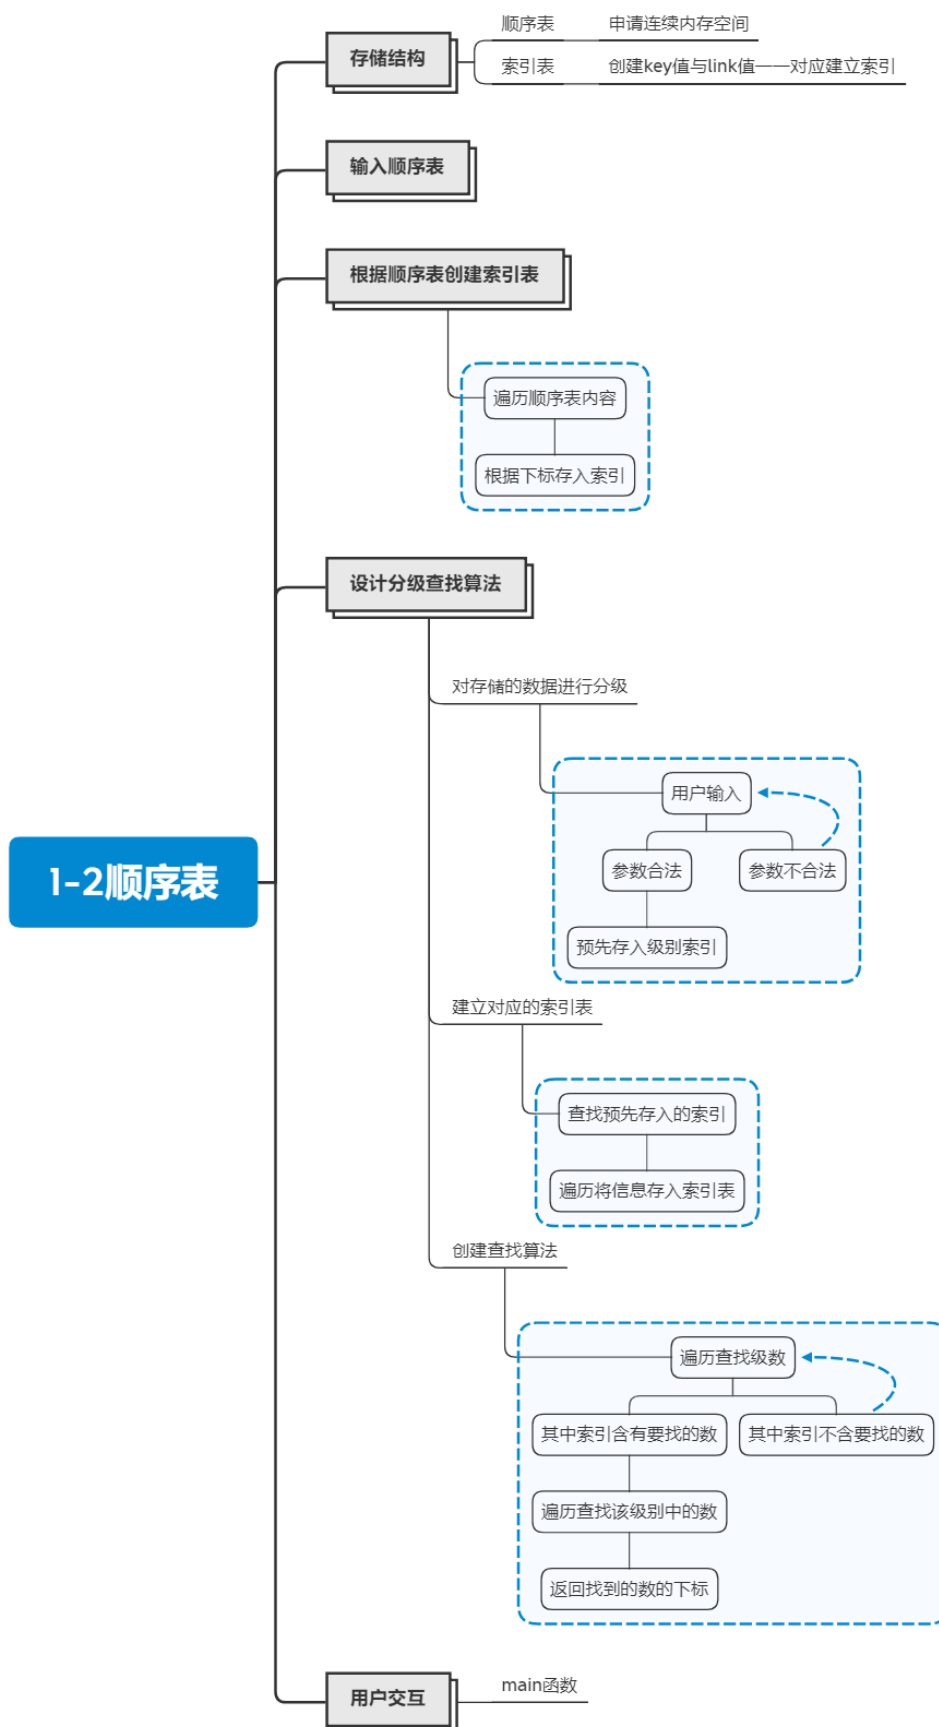 存储结构
顺序表
申请连续内存空间
索引表
创建key值与link值一一对应建立索引
输入顺序表
根据顺序表创建索引表
遍历顺序表内容
根据下标存入索引
设计分级查找算法
对存储的数据进行分级
用户输入
参数合法
参数不合法
预先存入级别索引
1-2顺序表
建立对应的索引表
查找预先存入的索引
遍历将信息存入索引表
创建查找算法
遍历查找级数
其中索引含有要找的数
其中索引不含要找的数
遍历查找该级别中的数
返回找到的数的下标
用户交互
main函数